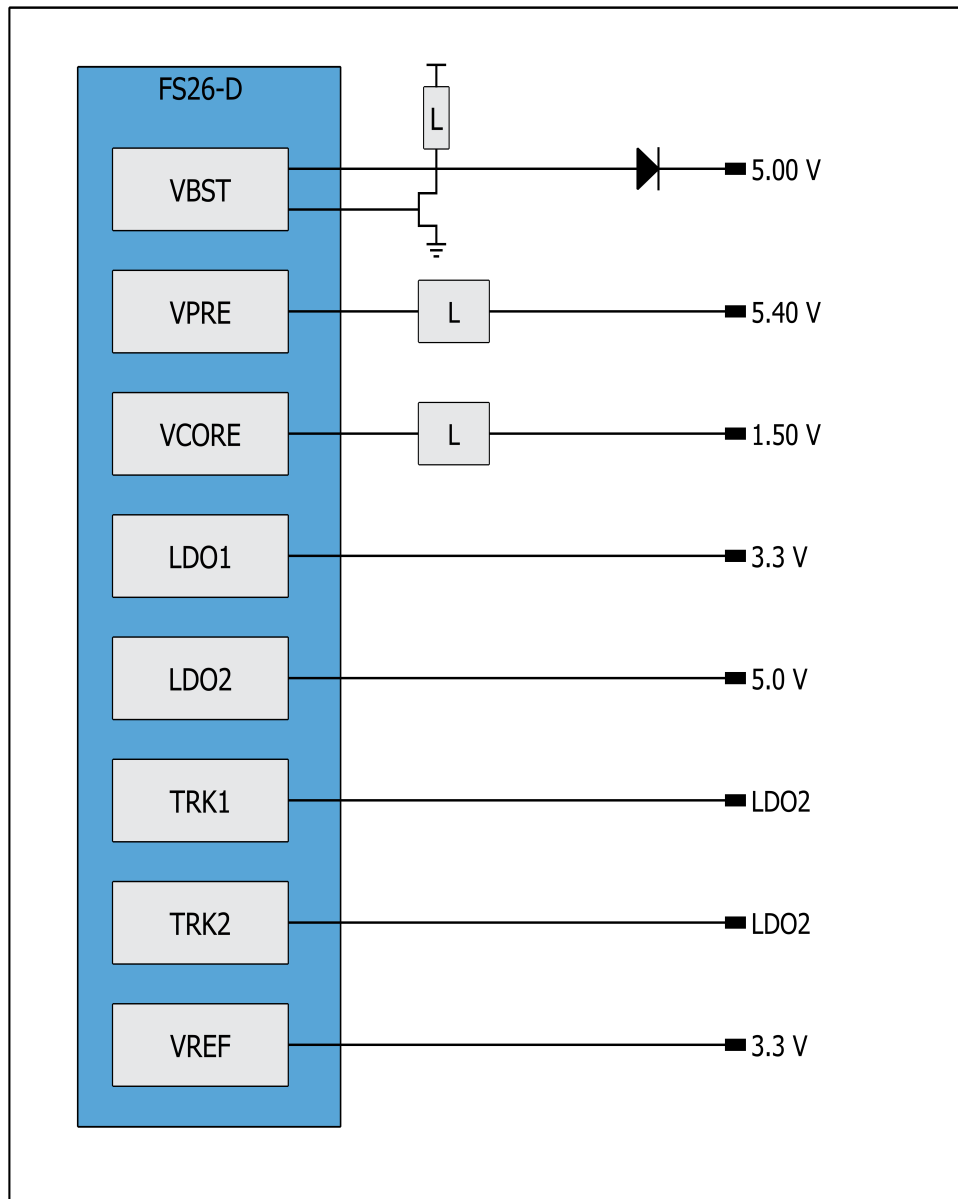 FS26-D
L
VBST
5.00 V
VPRE
L
5.40 V
VCORE
L
1.50 V
LDO1
3.3 V
LDO2
5.0 V
TRK1
LDO2
TRK2
LDO2
VREF
3.3 V